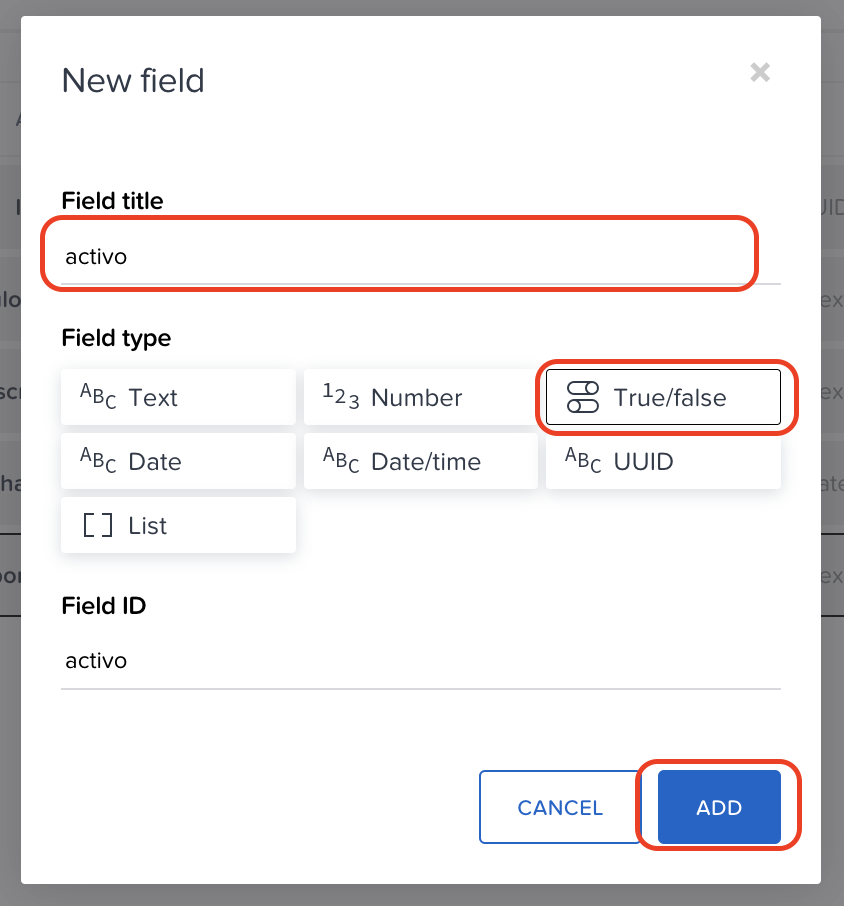 New field
×
Field title
activo
Field type
ABC Text
123 Number
True/false
ABC Date
ABC Date/time
ABC UUID
[ ] List
Field ID
activo
CANCEL
ADD